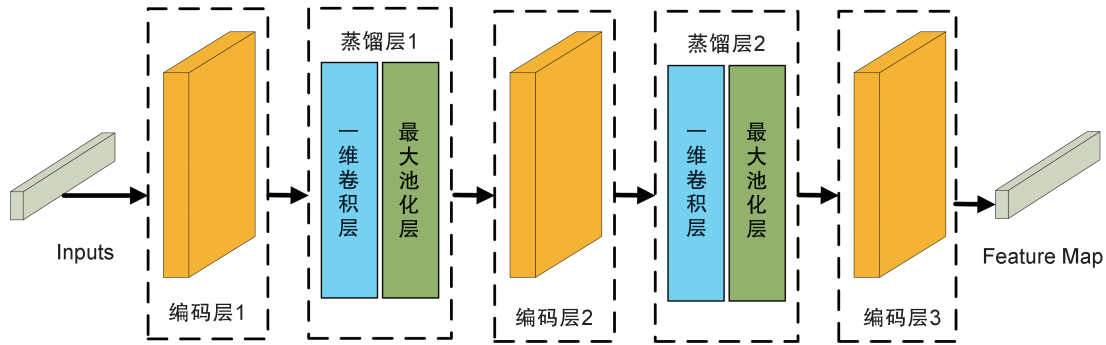 Inputs
编码层1
蒸馏层1
一维卷积层
最大池化层
编码层2
蒸馏层2
一维卷积层
最大池化层
编码层3
Feature Map